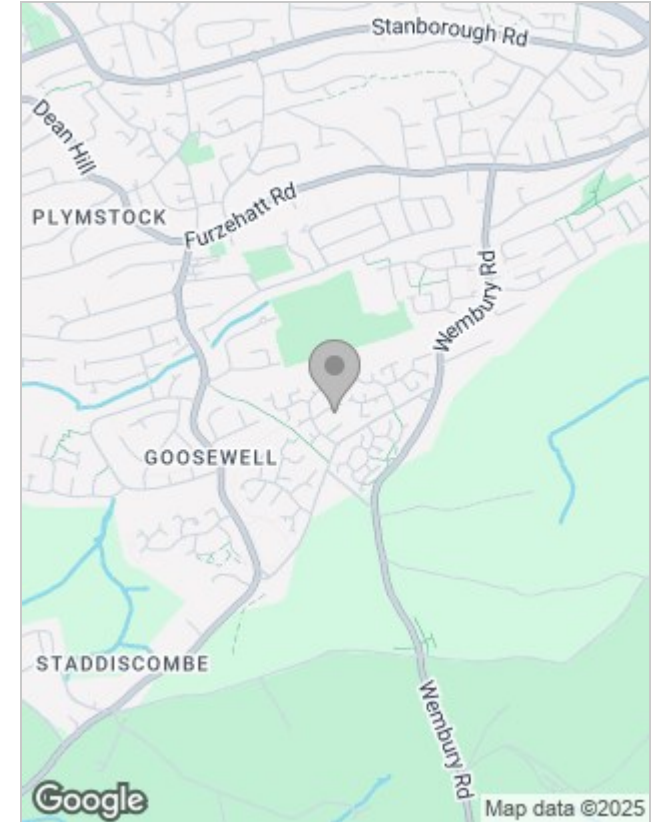 Stanborough Rd
Dean Hill
PLYMSTOCK
Furzehatt Rd
Wembury Rd
GOOSEWELL
STADDISCOMBE
Wembury Rd
Google
Map data ©2025